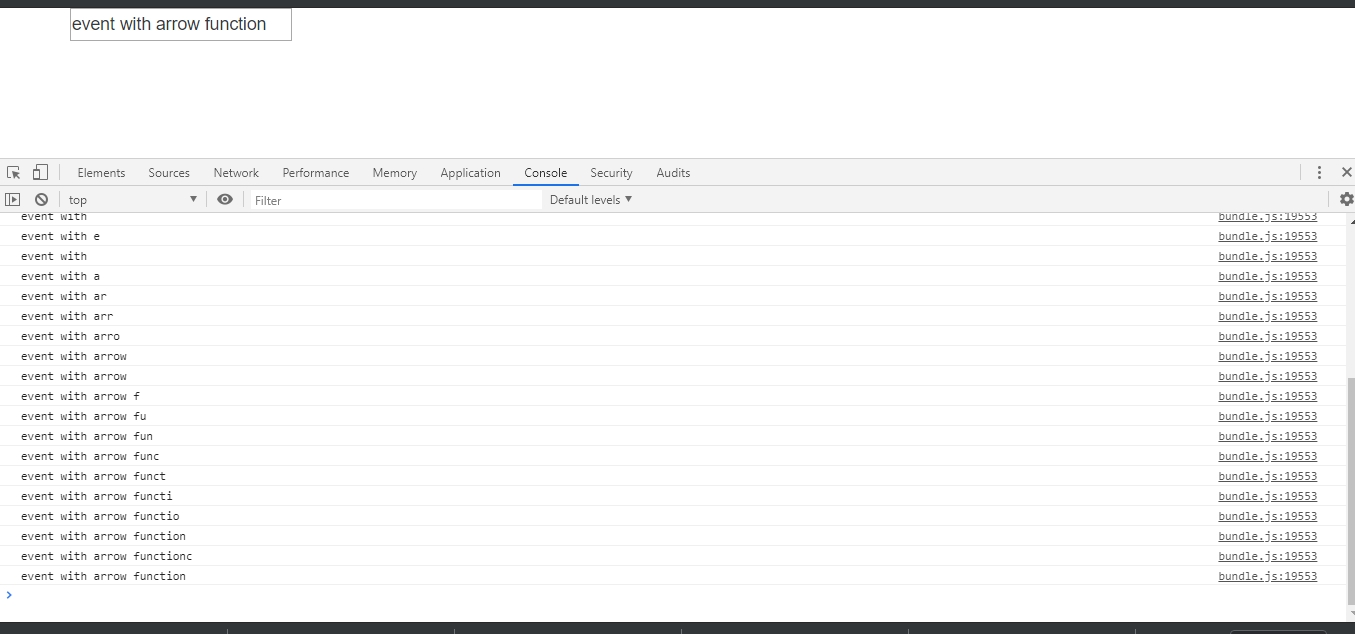 event with arrow function
Elements Sources Network Performance Memory Application Console Security Audits
top Filter Default levels
event with bundle.js:19553
event with e bundle.js:19553
event with bundle.js:19553
event with a bundle.js:19553
event with ar bundle.js:19553
event with arr bundle.js:19553
event with arro bundle.js:19553
event with arrow bundle.js:19553
event with arrow bundle.js:19553
event with arrow f bundle.js:19553
event with arrow fu bundle.js:19553
event with arrow fun bundle.js:19553
event with arrow func bundle.js:19553
event with arrow funct bundle.js:19553
event with arrow functi bundle.js:19553
event with arrow functio bundle.js:19553
event with arrow function bundle.js:19553
event with arrow functionc bundle.js:19553
event with arrow function bundle.js:19553